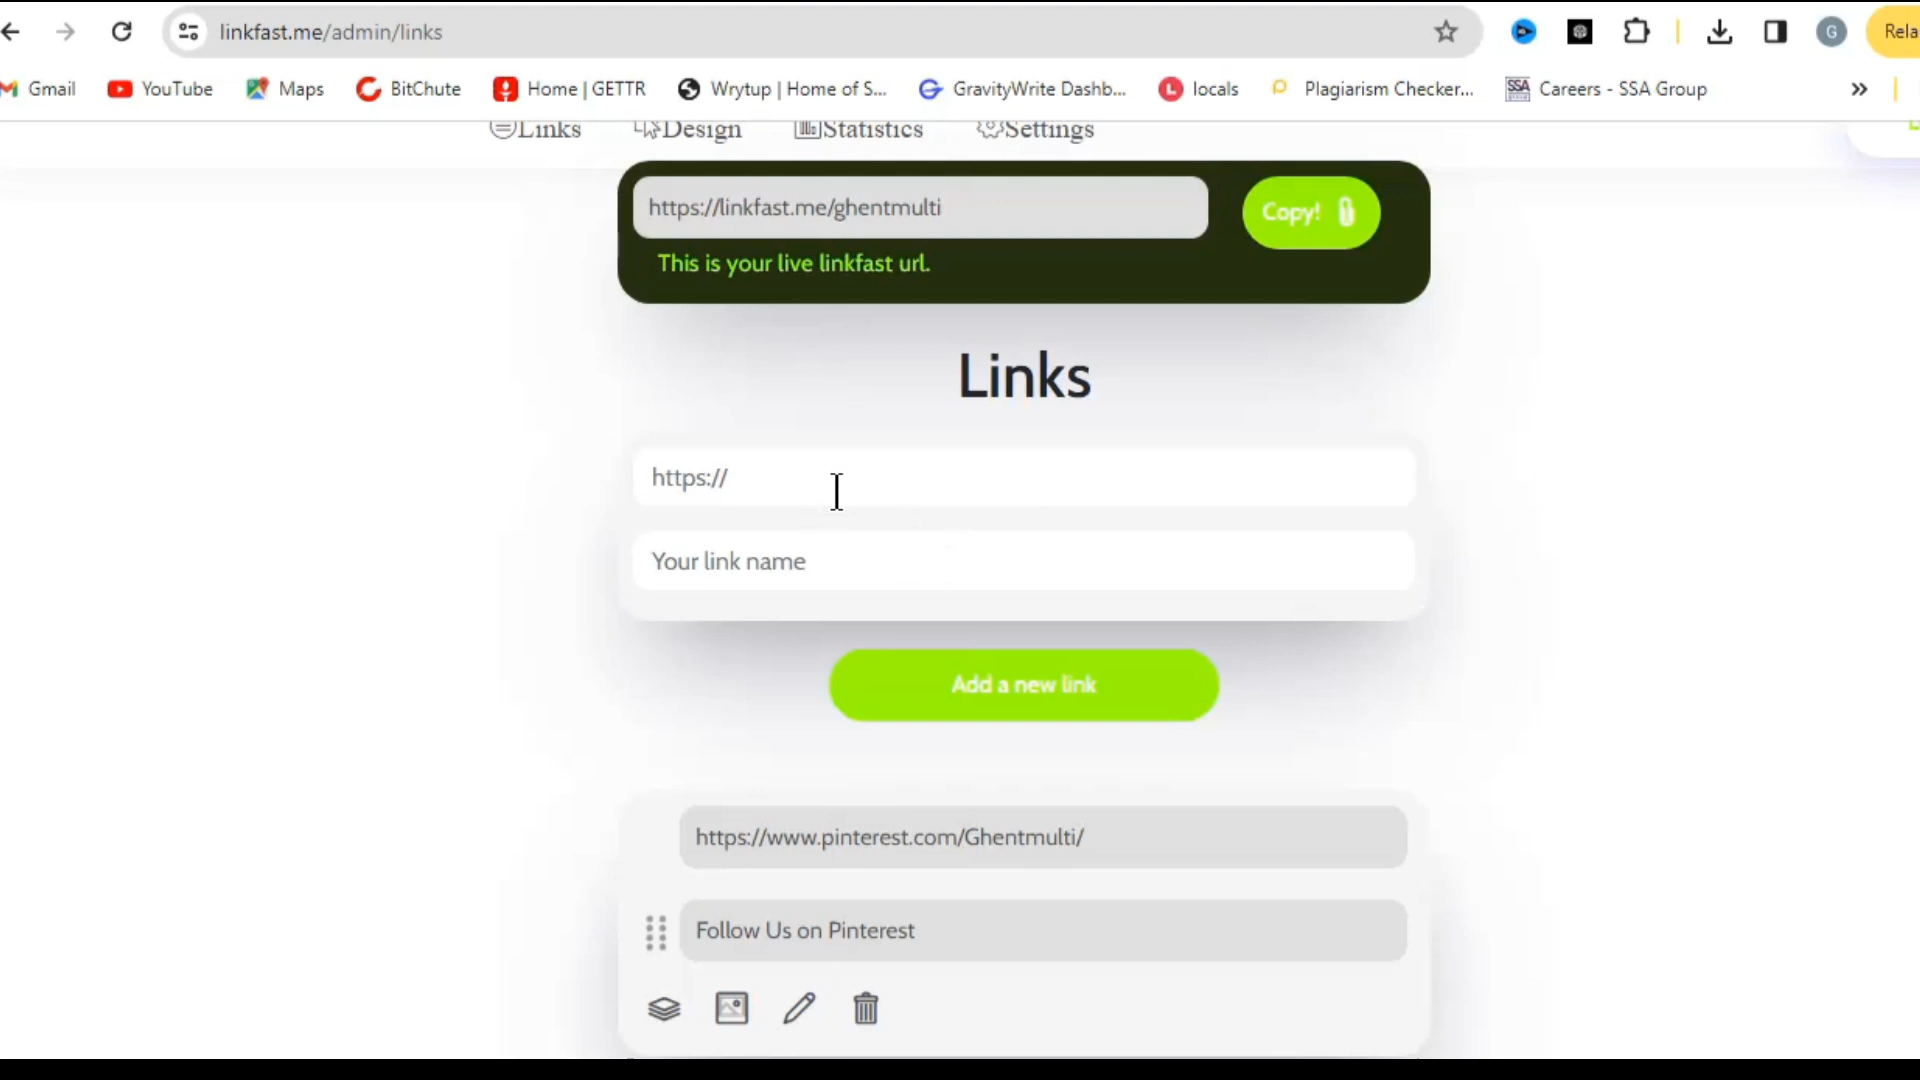 linkfast.me/admin/links
Rela
Gmail YouTube Maps BitChute Home | GETTR Wrytup | Home of S... GravityWrite Dashb... locals Plagiarism Checker... SSA Careers - SSA Group »
Links Design Statistics Settings
https://linkfast.me/ghentmulti Copy!
This is your live linkfast url.
Links
https://
Your link name
Add a new link
https://www.pinterest.com/Ghentmulti/
Follow Us on Pinterest